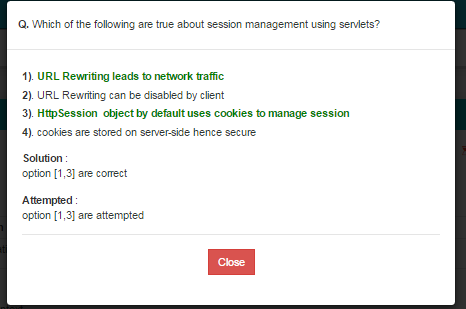 Q. Which of the following are true about session management using servlets?
1). URL Rewriting leads to network traffic
2). URL Rewriting can be disabled by client
3). HttpSession object by default uses cookies to manage session
4). cookies are stored on server-side hence secure
Solution :
option [1,3] are correct
Attempted :
option [1,3] are attempted
Close